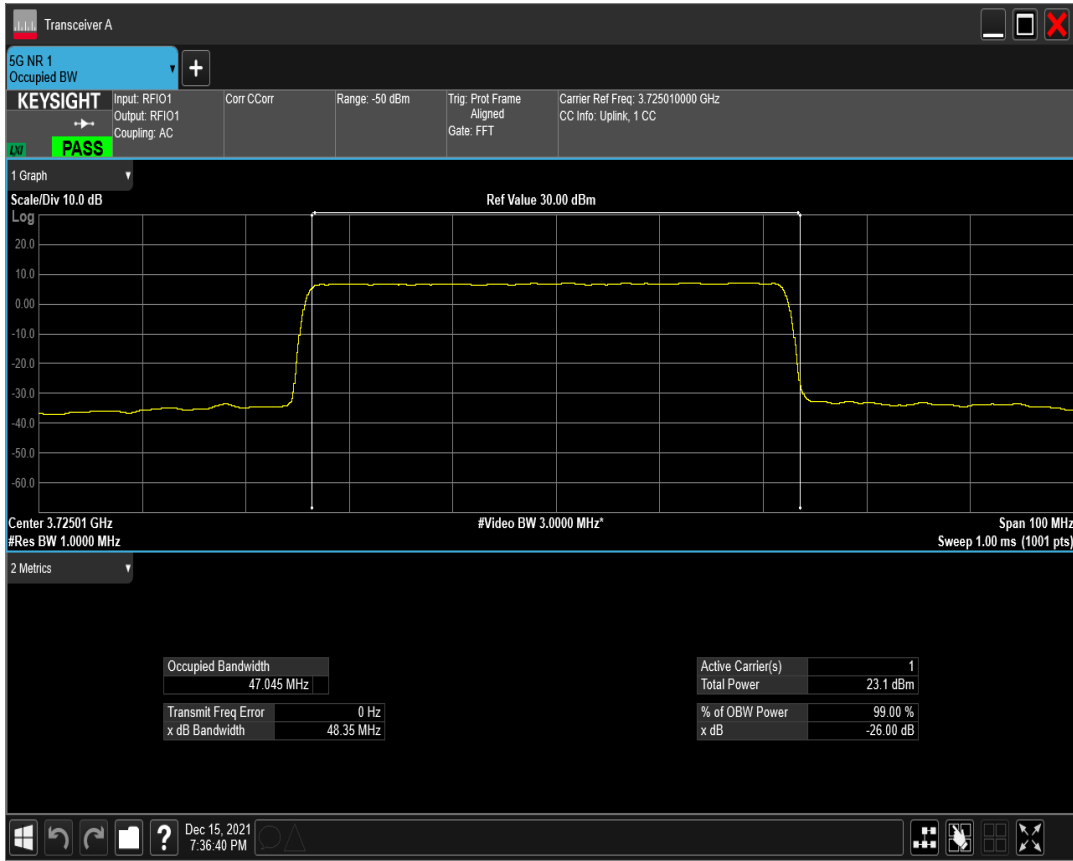 Transceiver A
5G NR 1
Occupied BW
KEYSIGHT
LXI
PASS
Input: RFIO1
Output: RFIO1
Coupling: AC
Corr CCorr
Range: -50 dBm
Trig: Prot Frame
Aligned
Gate: FFT
Carrier Ref Freq: 3.725010000 GHz
CC Info: Uplink, 1 CC
1 Graph
Scale/Div 10.0 dB
Ref Value 30.00 dBm
Log
20.0
10.0
0.00
-10.0
-20.0
-30.0
-40.0
-50.0
-60.0
Center 3.72501 GHz
#Video BW 3.0000 MHz*
Span 100 MHz
#Res BW 1.0000 MHz
Sweep 1.00 ms (1001 pts)
2 Metrics
Occupied Bandwidth
47.045 MHz
Transmit Freq Error 0 Hz
x dB Bandwidth 48.35 MHz
Active Carrier(s) 1
Total Power 23.1 dBm
% of OBW Power 99.00 %
x dB -26.00 dB
?
Dec 15, 2021
7:36:40 PM